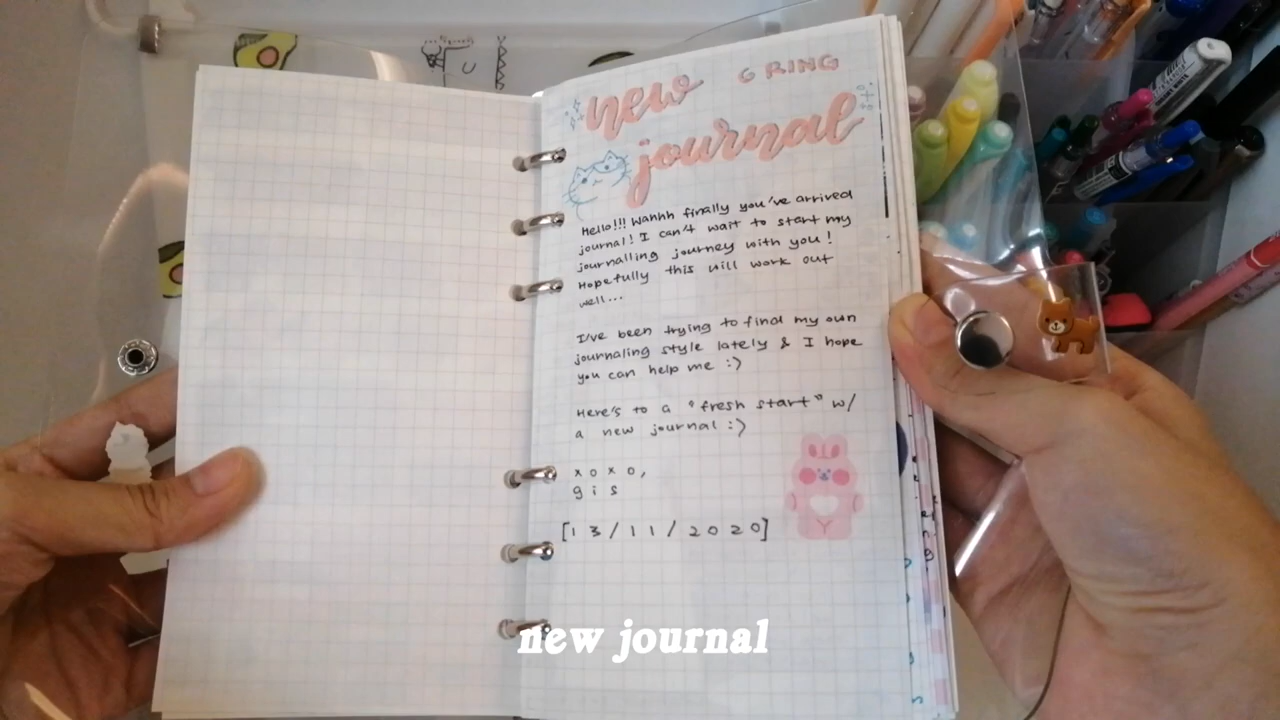 new 6 RING
journal
Hello!!! Wahhh finally you've arrived
journal! I can't wait to start my
journalling journey with you!
Hopefully this will work out
well...
I've been trying to find my own
journaling style lately & I hope
you can help me :)
Here's to a "fresh start" w/
a new journal :)
xoxo,
gis
[13/11/2020]
new journal